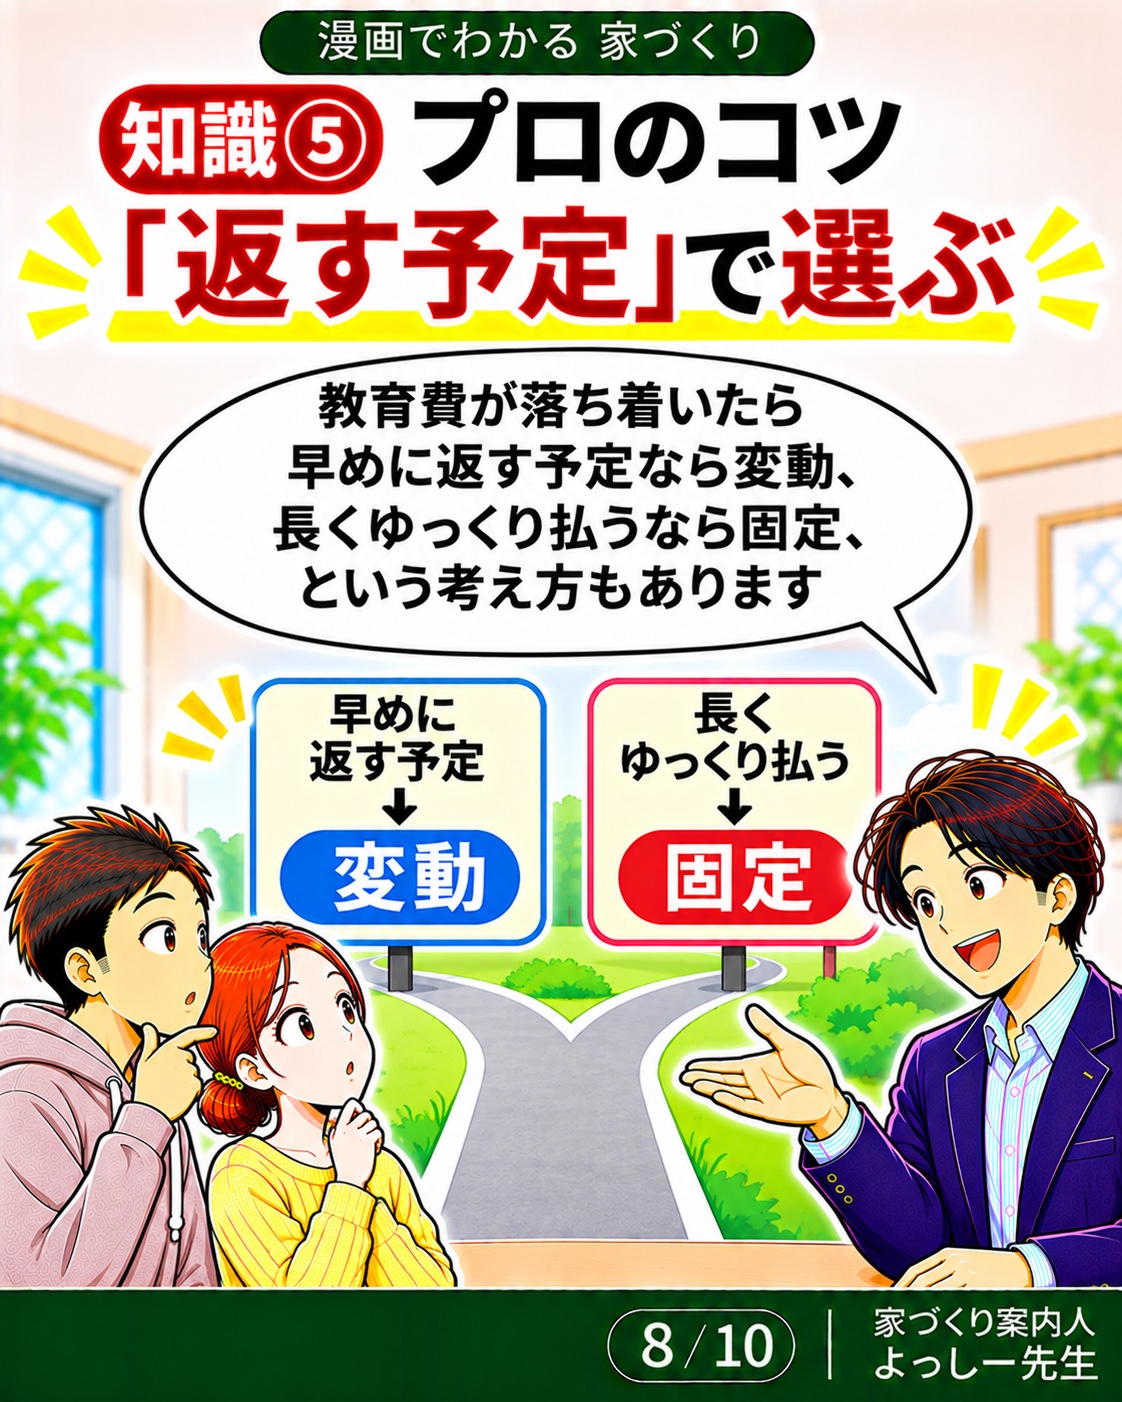 漫画でわかる 家づくり
知識⑤ プロのコツ
「返す予定」で選ぶ
教育費が落ち着いたら
早めに返す予定なら変動、
長くゆっくり払うなら固定、
という考え方もあります
早めに
返す予定
↓
変動
長く
ゆっくり払う
↓
固定
8/10
家づくり案内人
よっしー先生